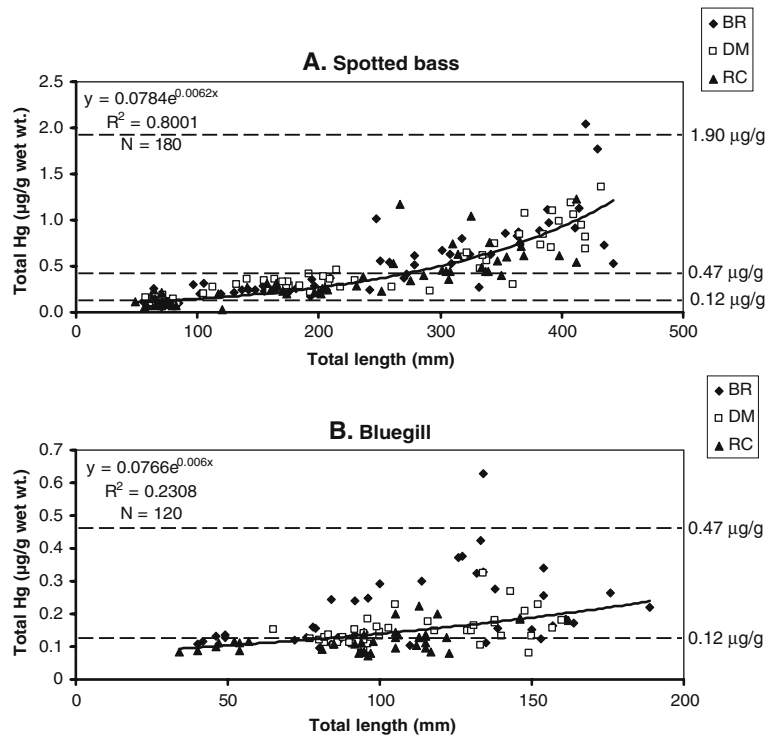 BR
DM
RC
A. Spotted bass
y = 0.0784e^0.0062x
R² = 0.8001
N = 180
Total Hg (µg/g wet wt.)
2.5
2.0
1.5
1.0
0.5
0.0
1.90 µg/g
0.47 µg/g
0.12 µg/g
0 100 200 300 400 500
Total length (mm)
BR
DM
RC
B. Bluegill
y = 0.0766e^0.006x
R² = 0.2308
N = 120
Total Hg (µg/g wet wt.)
0.7
0.6
0.5
0.4
0.3
0.2
0.1
0
0.47 µg/g
0.12 µg/g
0 50 100 150 200
Total length (mm)